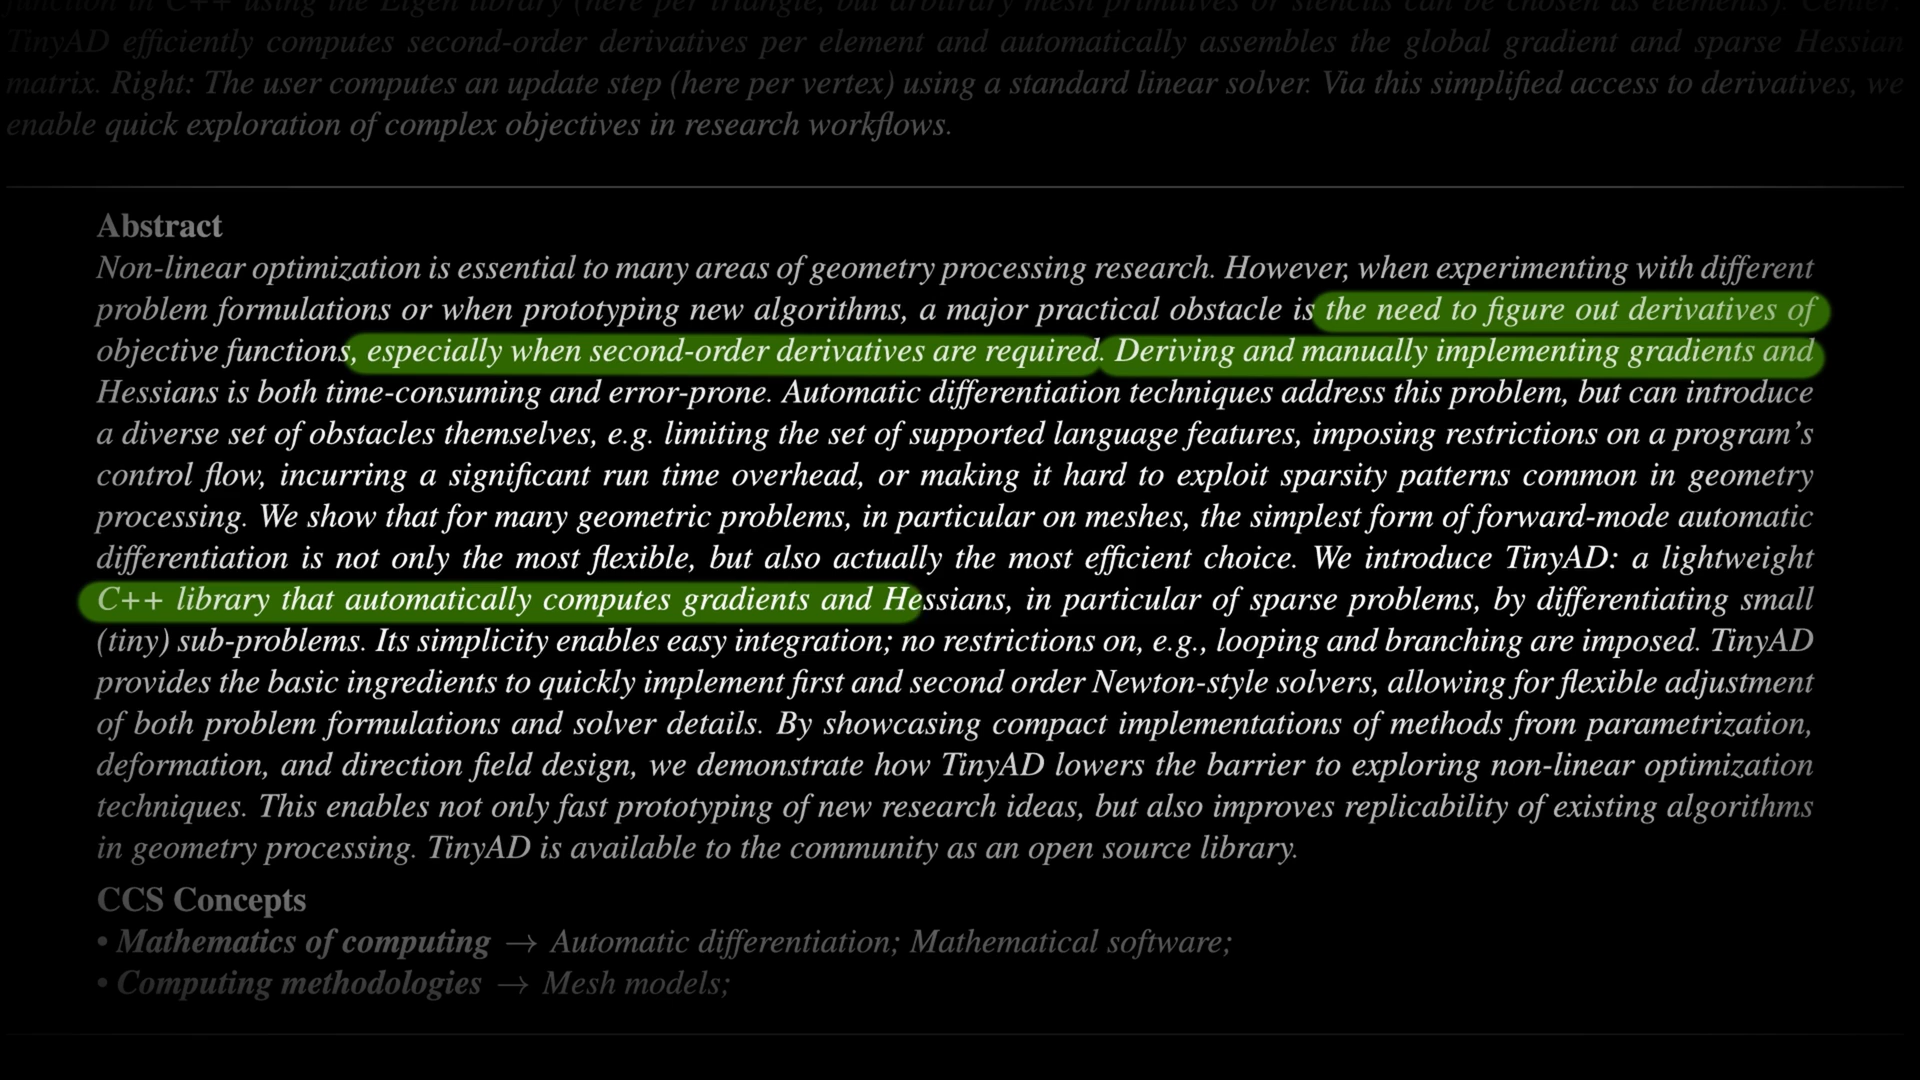 function in C++ using the Eigen library (here per triangle, but arbitrary mesh primitives or stencils can be chosen as elements). Center:
TinyAD efficiently computes second-order derivatives per element and automatically assembles the global gradient and sparse Hessian
matrix. Right: The user computes an update step (here per vertex) using a standard linear solver. Via this simplified access to derivatives, we
enable quick exploration of complex objectives in research workflows.
Abstract
Non-linear optimization is essential to many areas of geometry processing research. However, when experimenting with different
problem formulations or when prototyping new algorithms, a major practical obstacle is the need to figure out derivatives of
objective functions, especially when second-order derivatives are required. Deriving and manually implementing gradients and
Hessians is both time-consuming and error-prone. Automatic differentiation techniques address this problem, but can introduce
a diverse set of obstacles themselves, e.g. limiting the set of supported language features, imposing restrictions on a program's
control flow, incurring a significant run time overhead, or making it hard to exploit sparsity patterns common in geometry
processing. We show that for many geometric problems, in particular on meshes, the simplest form of forward-mode automatic
differentiation is not only the most flexible, but also actually the most efficient choice. We introduce TinyAD: a lightweight
C++ library that automatically computes gradients and Hessians, in particular of sparse problems, by differentiating small
(tiny) sub-problems. Its simplicity enables easy integration; no restrictions on, e.g., looping and branching are imposed. TinyAD
provides the basic ingredients to quickly implement first and second order Newton-style solvers, allowing for flexible adjustment
of both problem formulations and solver details. By showcasing compact implementations of methods from parametrization,
deformation, and direction field design, we demonstrate how TinyAD lowers the barrier to exploring non-linear optimization
techniques. This enables not only fast prototyping of new research ideas, but also improves replicability of existing algorithms
in geometry processing. TinyAD is available to the community as an open source library.
CCS Concepts
• Mathematics of computing → Automatic differentiation; Mathematical software;
• Computing methodologies → Mesh models;